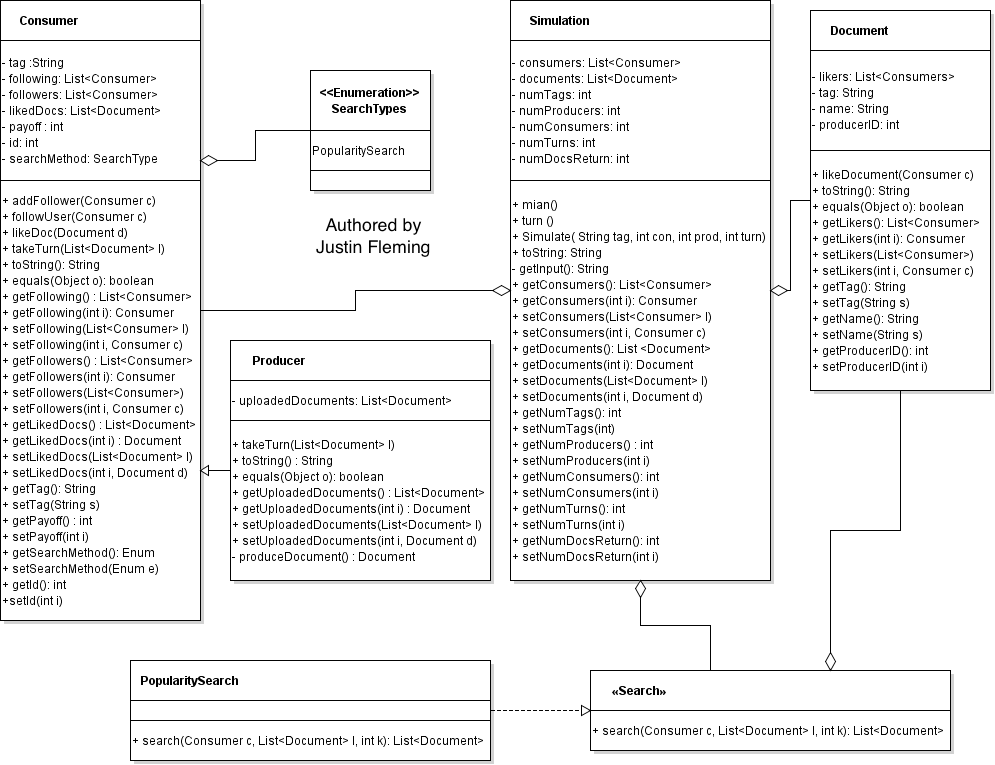 Consumer
- tag :String
- following: List<Consumer>
- followers: List<Consumer>
- likedDocs: List<Document>
- payoff : int
- id: int
- searchMethod: SearchType
+ addFollower(Consumer c)
+ followUser(Consumer c)
+ likeDoc(Document d)
+ takeTurn(List<Document> l)
+ toString(): String
+ equals(Object o): boolean
+ getFollowing() : List<Consumer>
+ getFollowing(int i): Consumer
+ setFollowing(List<Consumer> l)
+ setFollowing(int i, Consumer c)
+ getFollowers() : List<Consumer>
+ getFollowers(int i): Consumer
+ setFollowers(List<Consumer>)
+ setFollowers(int i, Consumer c)
+ getLikedDocs() : List<Document>
+ getLikedDocs(int i) : Document
+ setLikedDocs(List<Document> l)
+ setLikedDocs(int i, Document d)
+ getTag(): String
+ setTag(String s)
+ getPayoff() : int
+ setPayoff(int i)
+ getSearchMethod(): Enum
+ setSearchMethod(Enum e)
+ getId(): int
+setId(int i)
<<Enumeration>>
SearchTypes
PopularitySearch
Authored by
Justin Fleming
Producer
- uploadedDocuments: List<Document>
+ takeTurn(List<Document> l)
+ toString() : String
+ equals(Object o): boolean
+ getUploadedDocuments() : List<Document>
+ getUploadedDocuments(int i) : Document
+ setUploadedDocuments(List<Document> l)
+ setUploadedDocuments(int i, Document d)
- produceDocument() : Document
Simulation
- consumers: List<Consumer>
- documents: List<Document>
- numTags: int
- numProducers: int
- numConsumers: int
- numTurns: int
- numDocsReturn: int
+ mian()
+ turn ()
+ Simulate( String tag, int con, int prod, int turn)
+ toString: String
- getInput(): String
+ getConsumers(): List<Consumer>
+ getConsumers(int i): Consumer
+ setConsumers(List<Consumer> l)
+ setConsumers(int i, Consumer c)
+ getDocuments(): List <Document>
+ getDocuments(int i): Document
+ setDocuments(List<Document> l)
+ setDocuments(int i, Document d)
+ getNumTags(): int
+ setNumTags(int)
+ getNumProducers() : int
+ setNumProducers(int i)
+ getNumConsumers(): int
+ setNumConsumers(int i)
+ getNumTurns(): int
+ setNumTurns(int i)
+ getNumDocsReturn(): int
+ setNumDocsReturn(int i)
Document
- likers: List<Consumers>
- tag: String
- name: String
- producerID: int
+ likeDocument(Consumer c)
+ toString(): String
+ equals(Object o): boolean
+ getLikers(): List<Consumer>
+ getLikers(int i): Consumer
+ setLikers(List<Consumer>)
+ setLikers(int i, Consumer c)
+ getTag(): String
+ setTag(String s)
+ getName(): String
+ setName(String s)
+ getProducerID(): int
+ setProducerID(int i)
PopularitySearch
+ search(Consumer c, List<Document> l, int k): List<Document>
«Search»
+ search(Consumer c, List<Document> l, int k): List<Document>